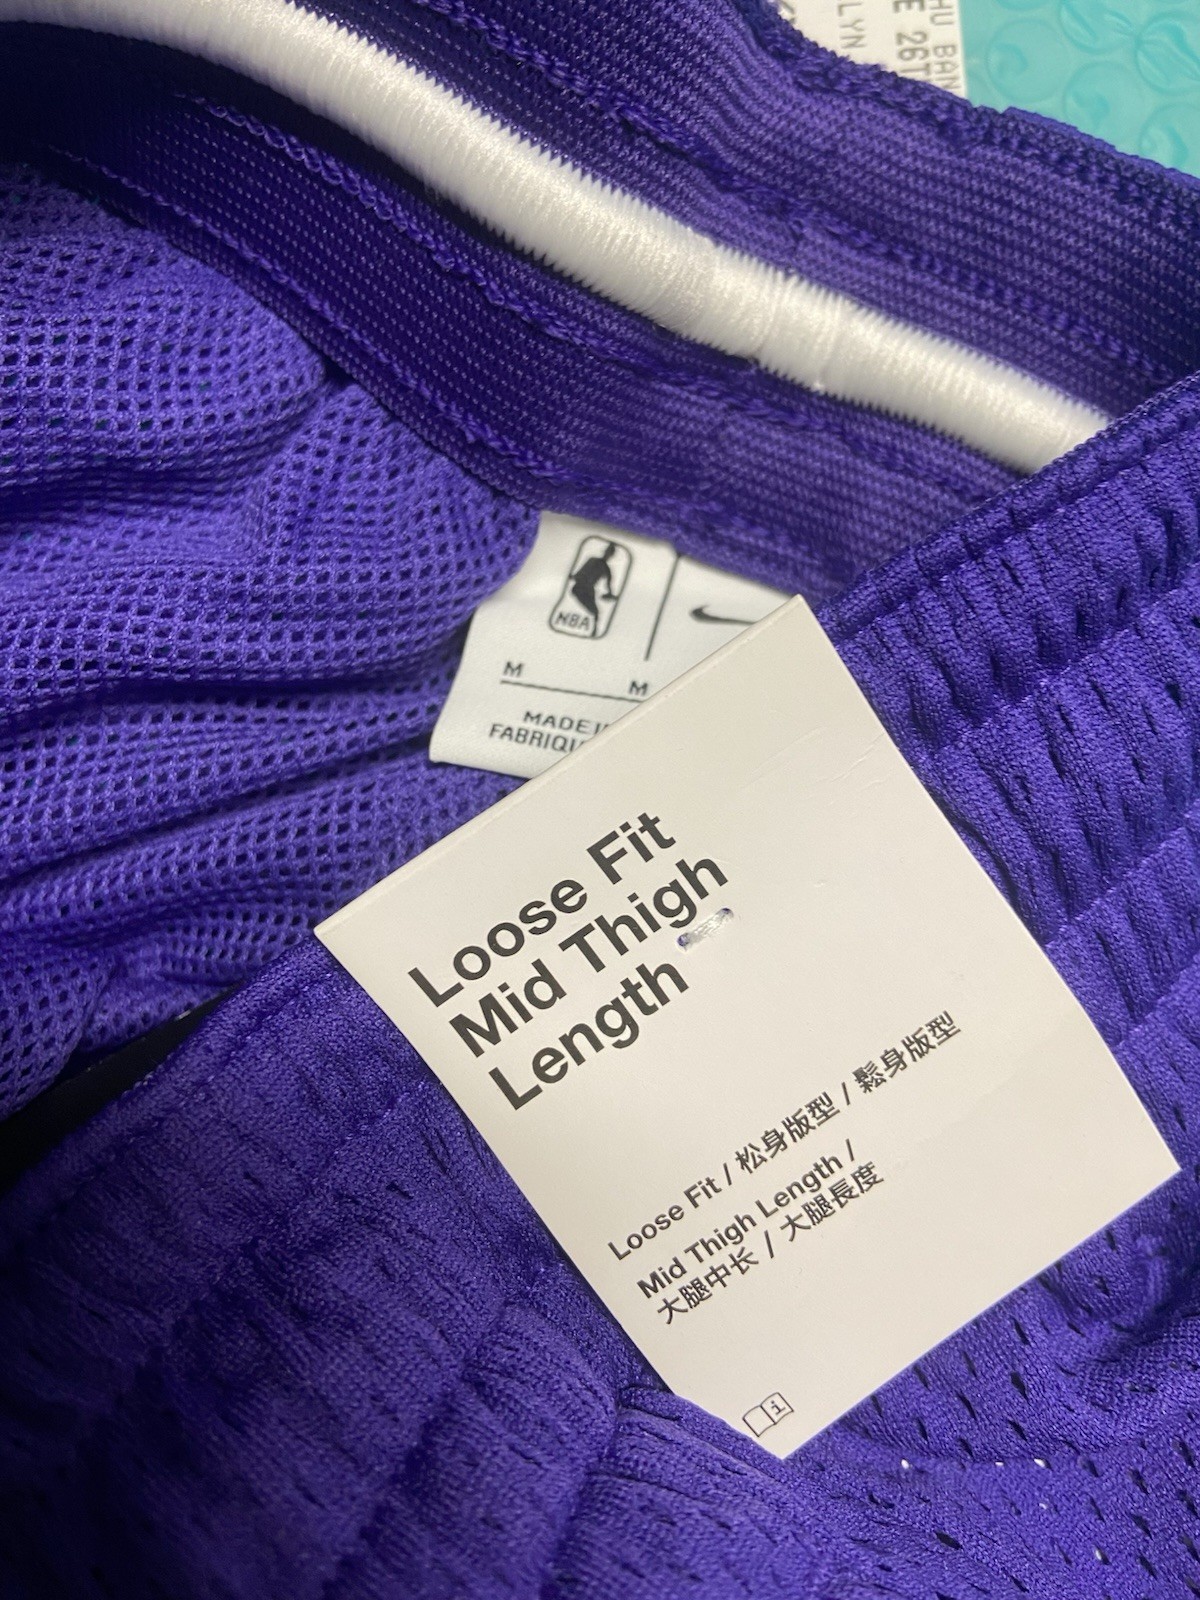 NBA
M
M
MADE
Loose Fit
Mid Thigh
Length
Loose Fit / 松身版型 / 鬆身版型
Mid Thigh Length /
大腿中长 / 大腿長度
i